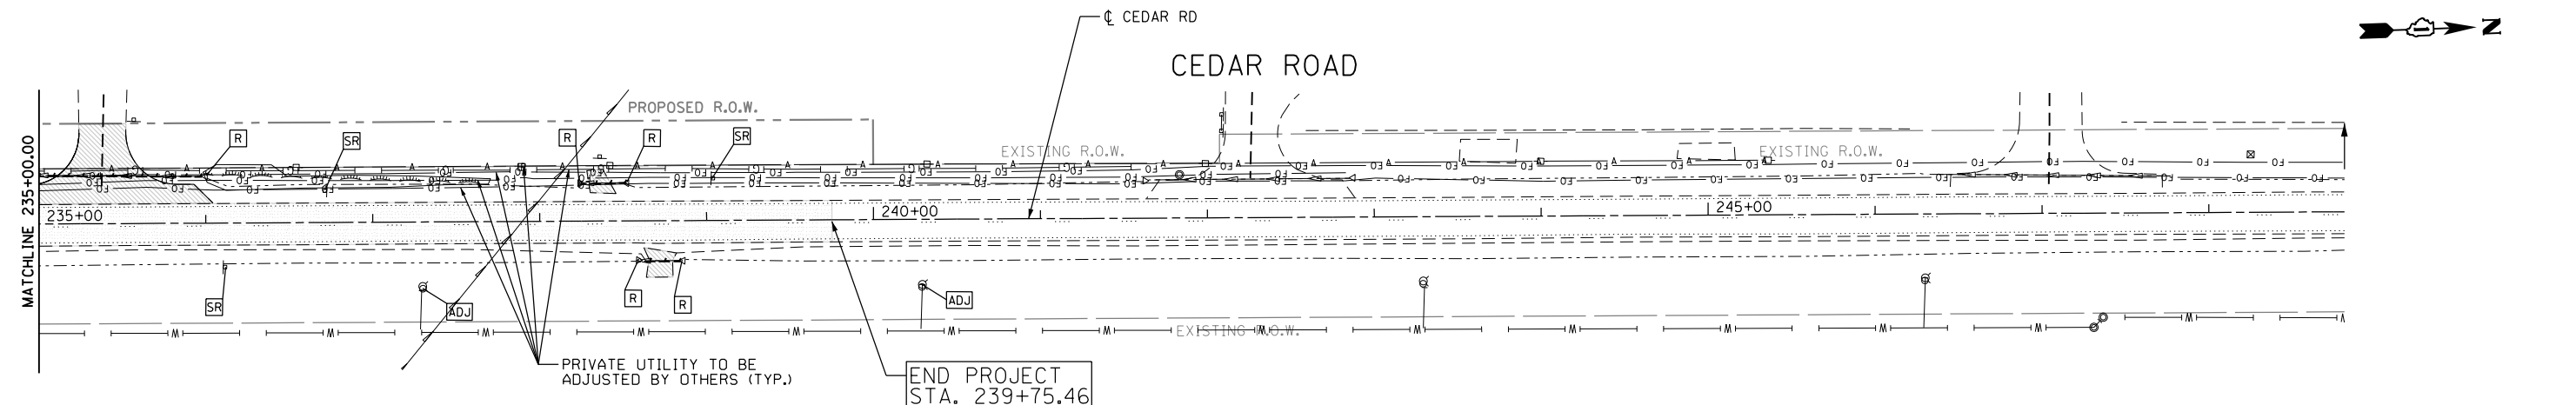 ℄ CEDAR RD
N
CEDAR ROAD
PROPOSED R.O.W.
R
SR
R
R
SR
EXISTING R.O.W.
EXISTING R.O.W.
MATCHLINE 235+00.00
235+00
240+00
245+00
SR
ADJ
R
R
ADJ
EXISTING R.O.W.
PRIVATE UTILITY TO BE
ADJUSTED BY OTHERS (TYP.)
END PROJECT
STA. 239+75.46